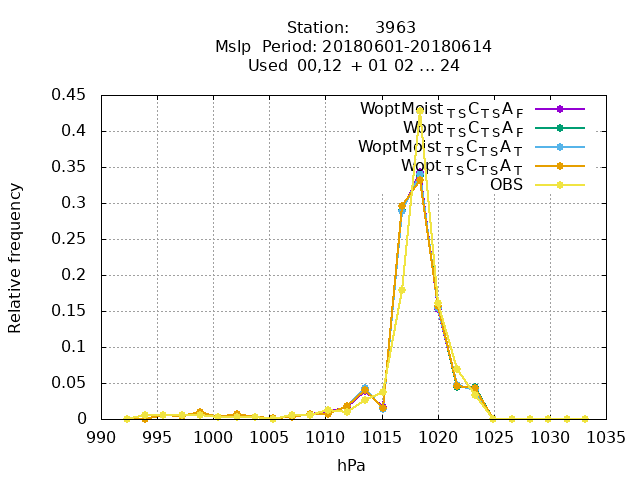 Station: 3963
Mslp Period: 20180601-20180614
Used 00,12 + 01 02 ... 24
0.45
0.4
0.35
0.3
0.25
0.2
0.15
0.1
0.05
0
Relative frequency
WoptMoist TS C TS A F
Wopt TS C TS A F
WoptMoist TS C TS A T
Wopt TS C TS A T
OBS
990 995 1000 1005 1010 1015 1020 1025 1030 1035
hPa